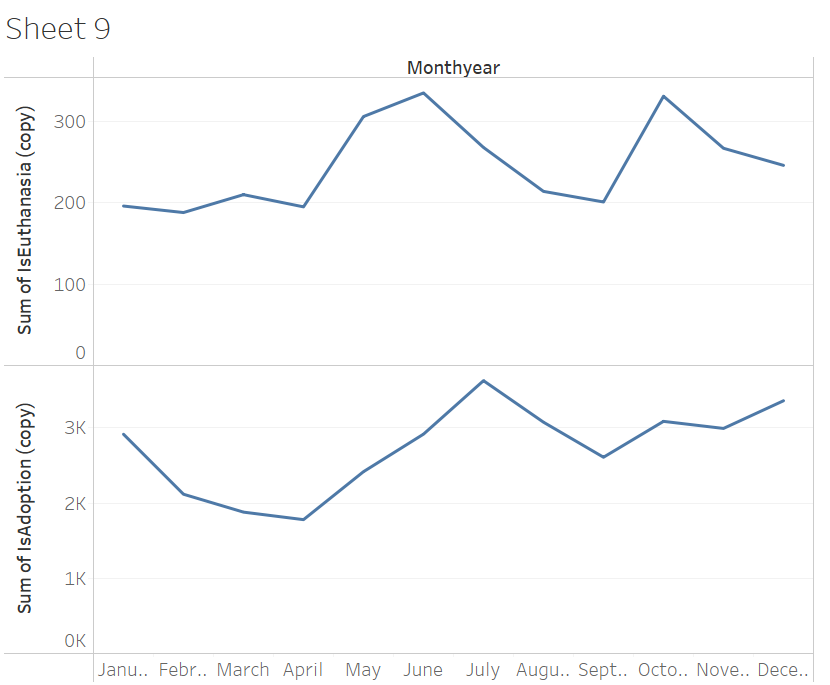 Sheet 9
Monthyear
Sum of IsEuthanasia (copy)
300
200
100
0
Sum of IsAdoption (copy)
3K
2K
1K
0K
Janu.. Febr.. March April May June July Augu.. Sept.. Octo.. Nove.. Dece..